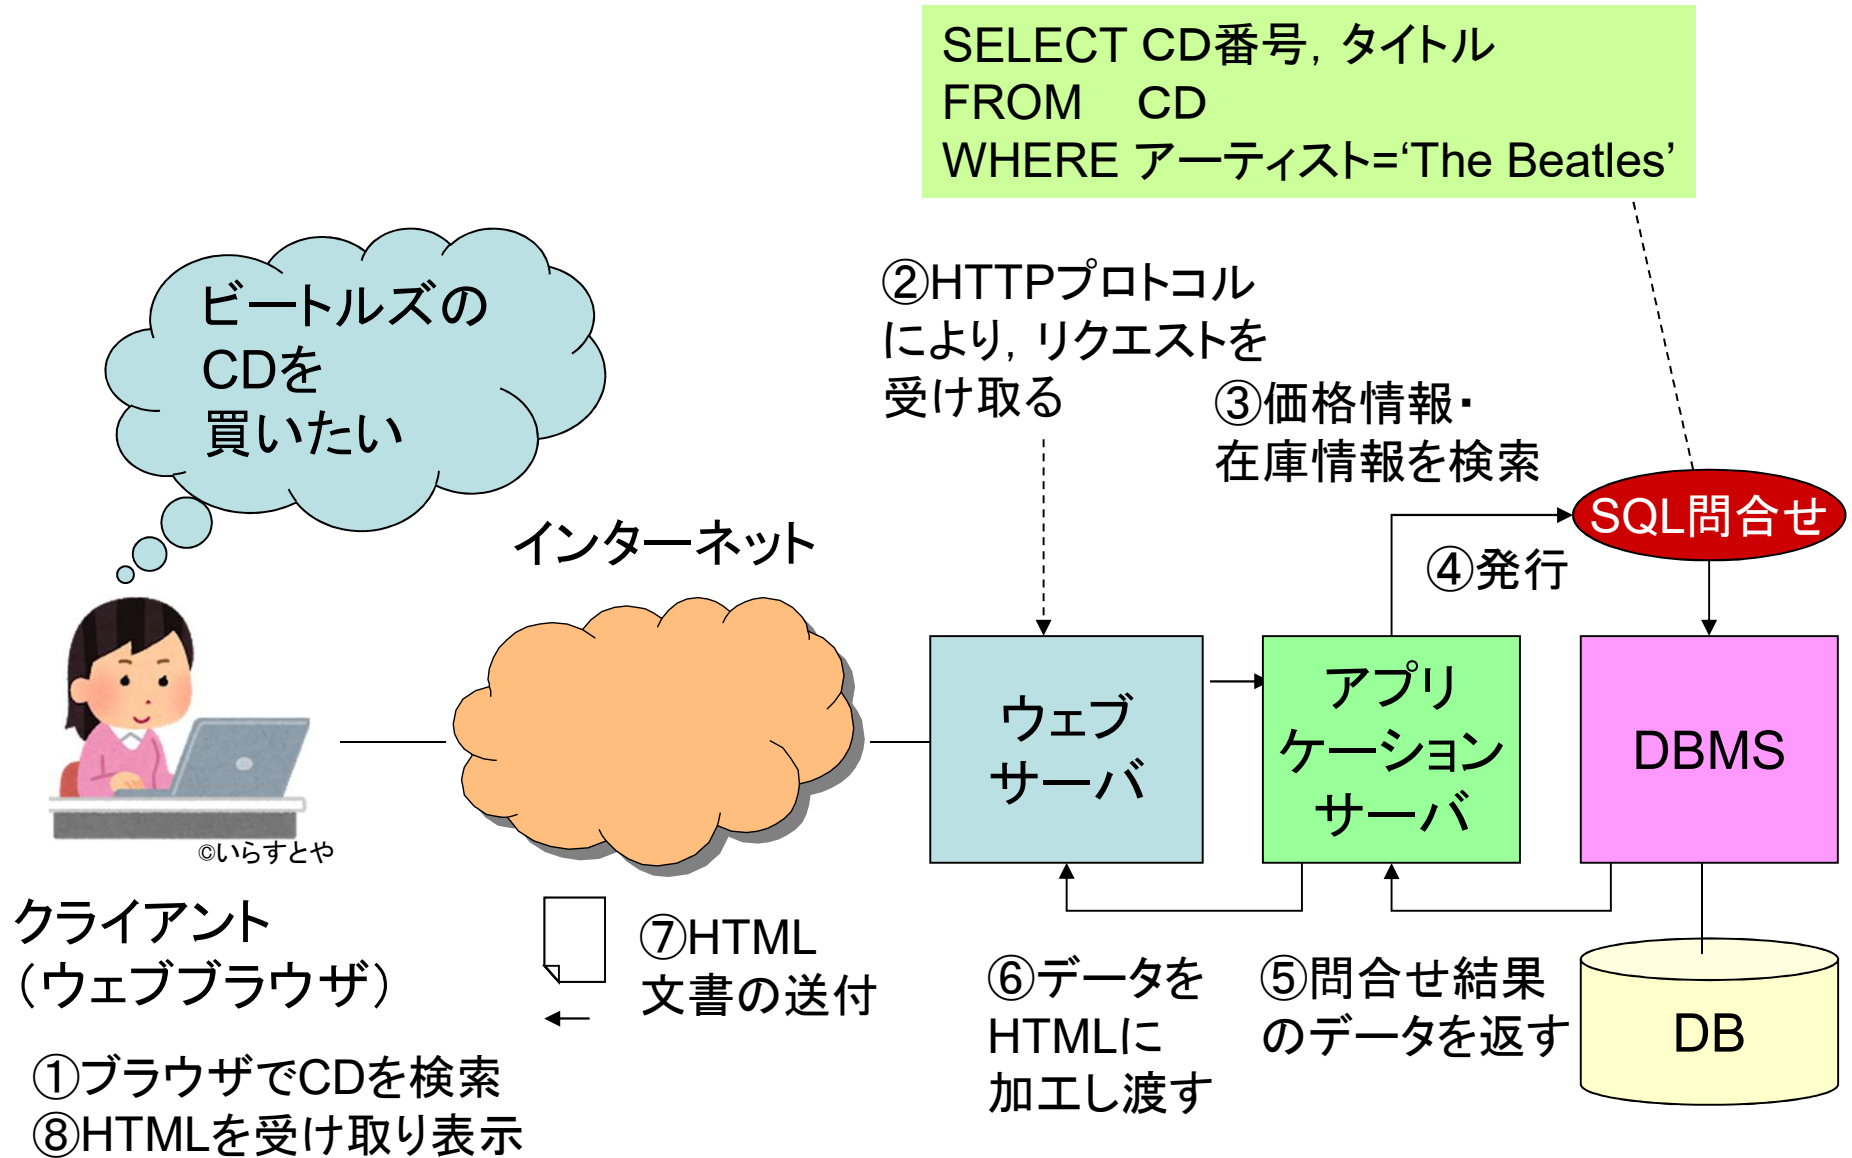 SELECT CD番号, タイトル
FROM CD
WHERE アーティスト=‘The Beatles’
ビートルズの
CDを
買いたい
②HTTPプロトコル
により, リクエストを
受け取る
③価格情報・
在庫情報を検索
SQL問合せ
④発行
インターネット
ウェブ
サーバ
アプリ
ケーション
サーバ
DBMS
©いらすとや
クライアント
（ウェブブラウザ）
①ブラウザでCDを検索
⑧HTMLを受け取り表示
⑦HTML
文書の送付
⑥データを
HTMLに
加工し渡す
⑤問合せ結果
のデータを返す
DB